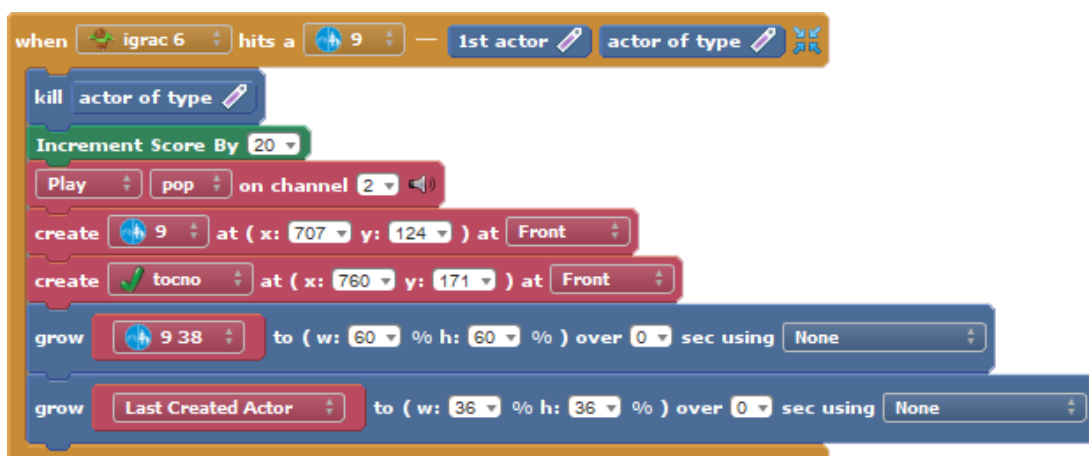 when igrac 6 hits a 9 — 1st actor actor of type
kill actor of type
Increment Score By 20
Play pop on channel 2
create 9 at ( x: 707 y: 124 ) at Front
create tocno at ( x: 760 y: 171 ) at Front
grow 9 38 to ( w: 60 % h: 60 % ) over 0 sec using None
grow Last Created Actor to ( w: 36 % h: 36 % ) over 0 sec using None